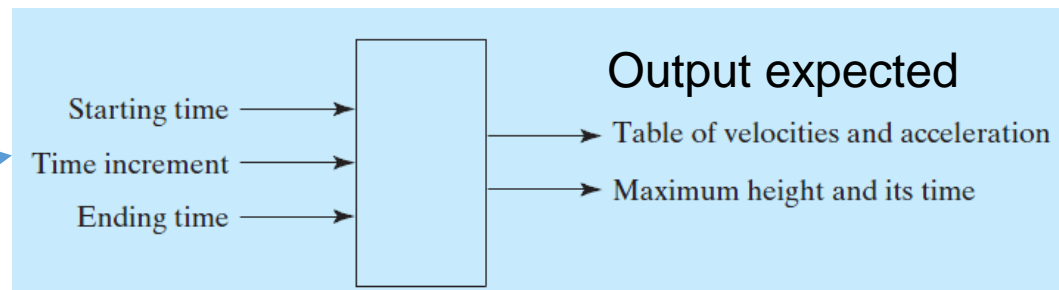 Output expected
Starting time
Time increment
Ending time
Table of velocities and acceleration
Maximum height and its time